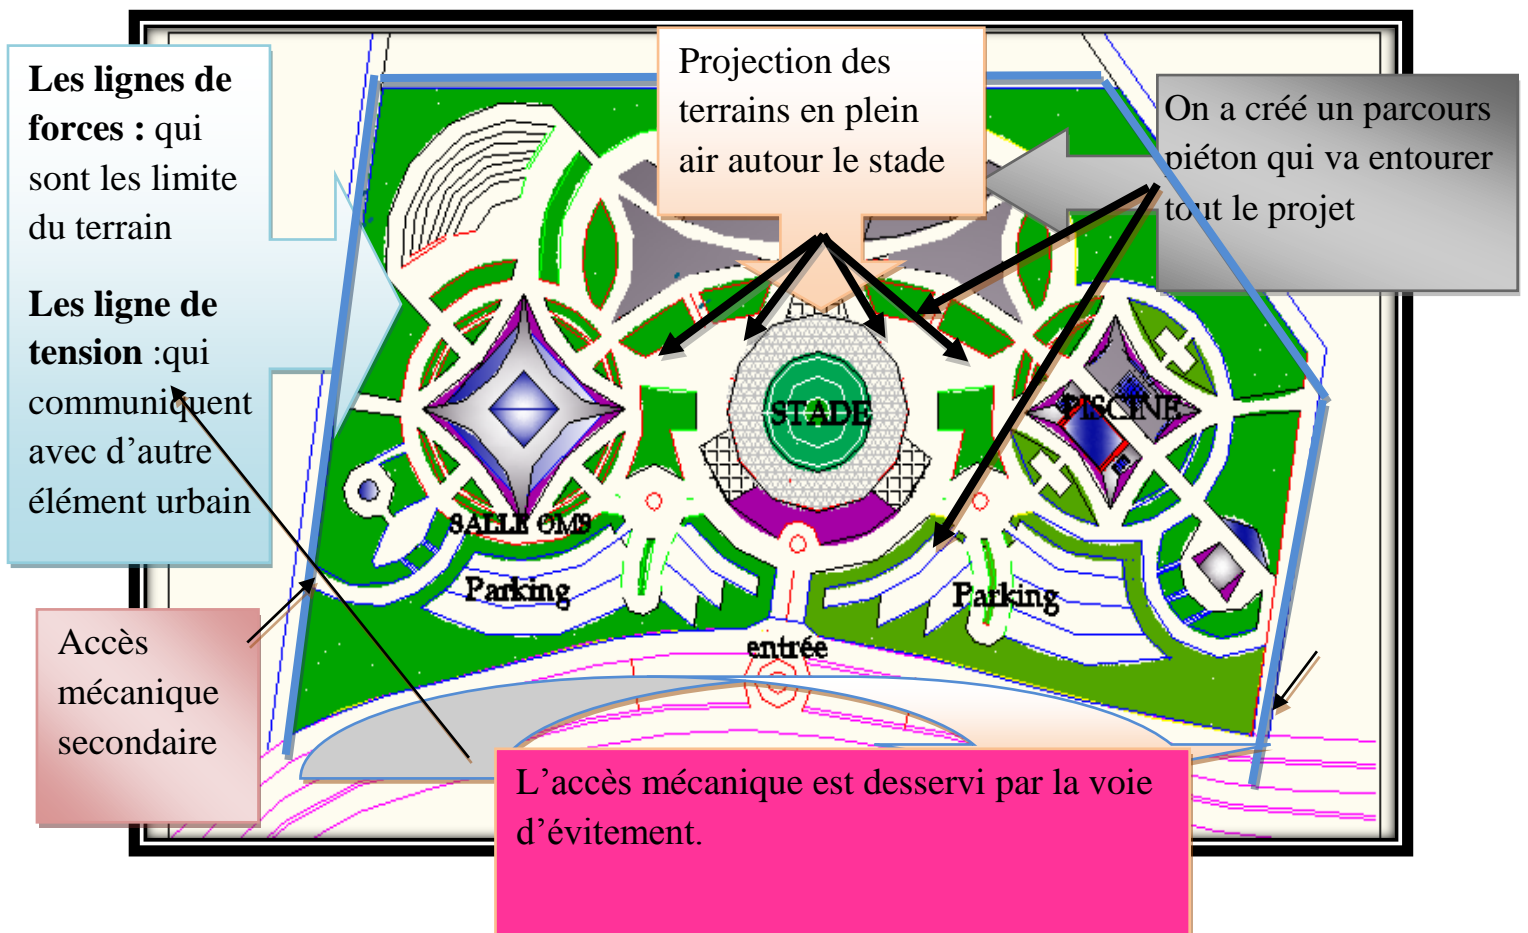 Les lignes de
forces : qui
sont les limite
du terrain
Les ligne de
tension :qui
communiquent
avec d’autre
élément urbain
Projection des
terrains en plein
air autour le stade
On a créé un parcours
piéton qui va entourer
tout le projet
STADE
PISCINE
SALLE OMS
Parking
Parking
entrée
Accès
mécanique
secondaire
L’accès mécanique est desservi par la voie
d’évitement.